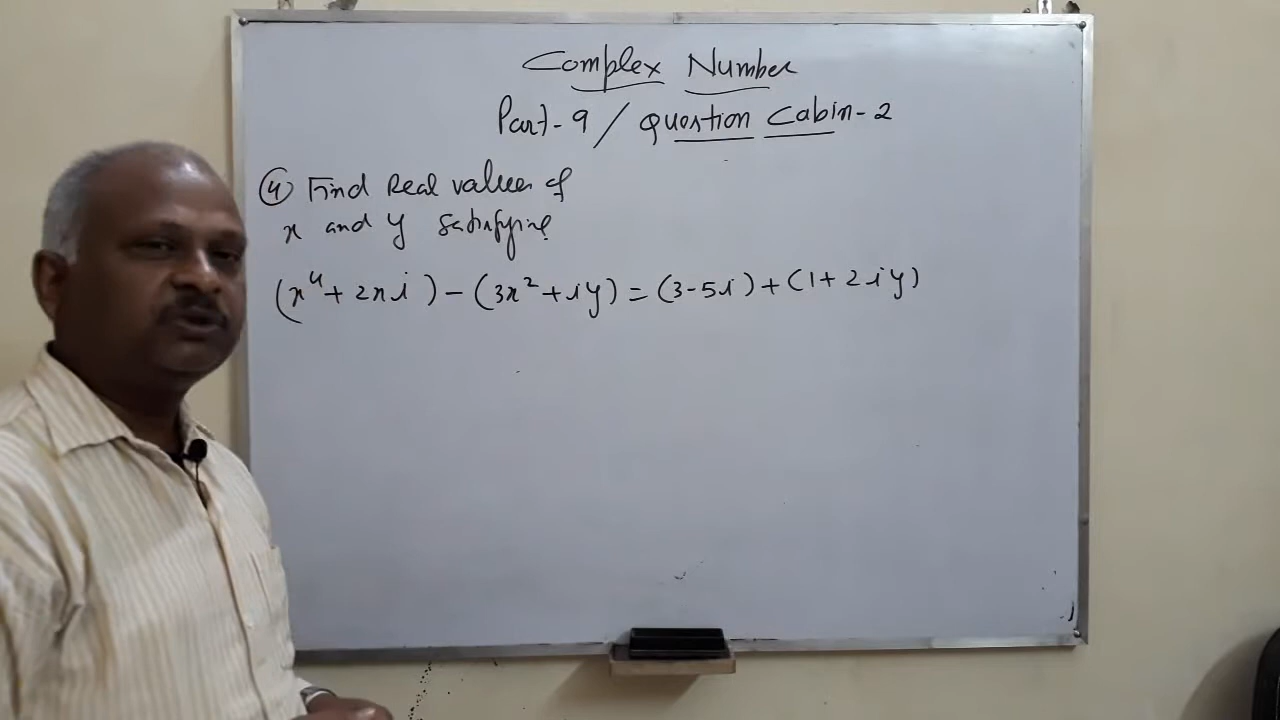 Complex Number
Part-9 / Question Cabin-2
(4) Find Real values of
x and y satisfying
(x⁴ + 2xi) - (3x² + iy) = (3-5i) + (1 + 2iy)